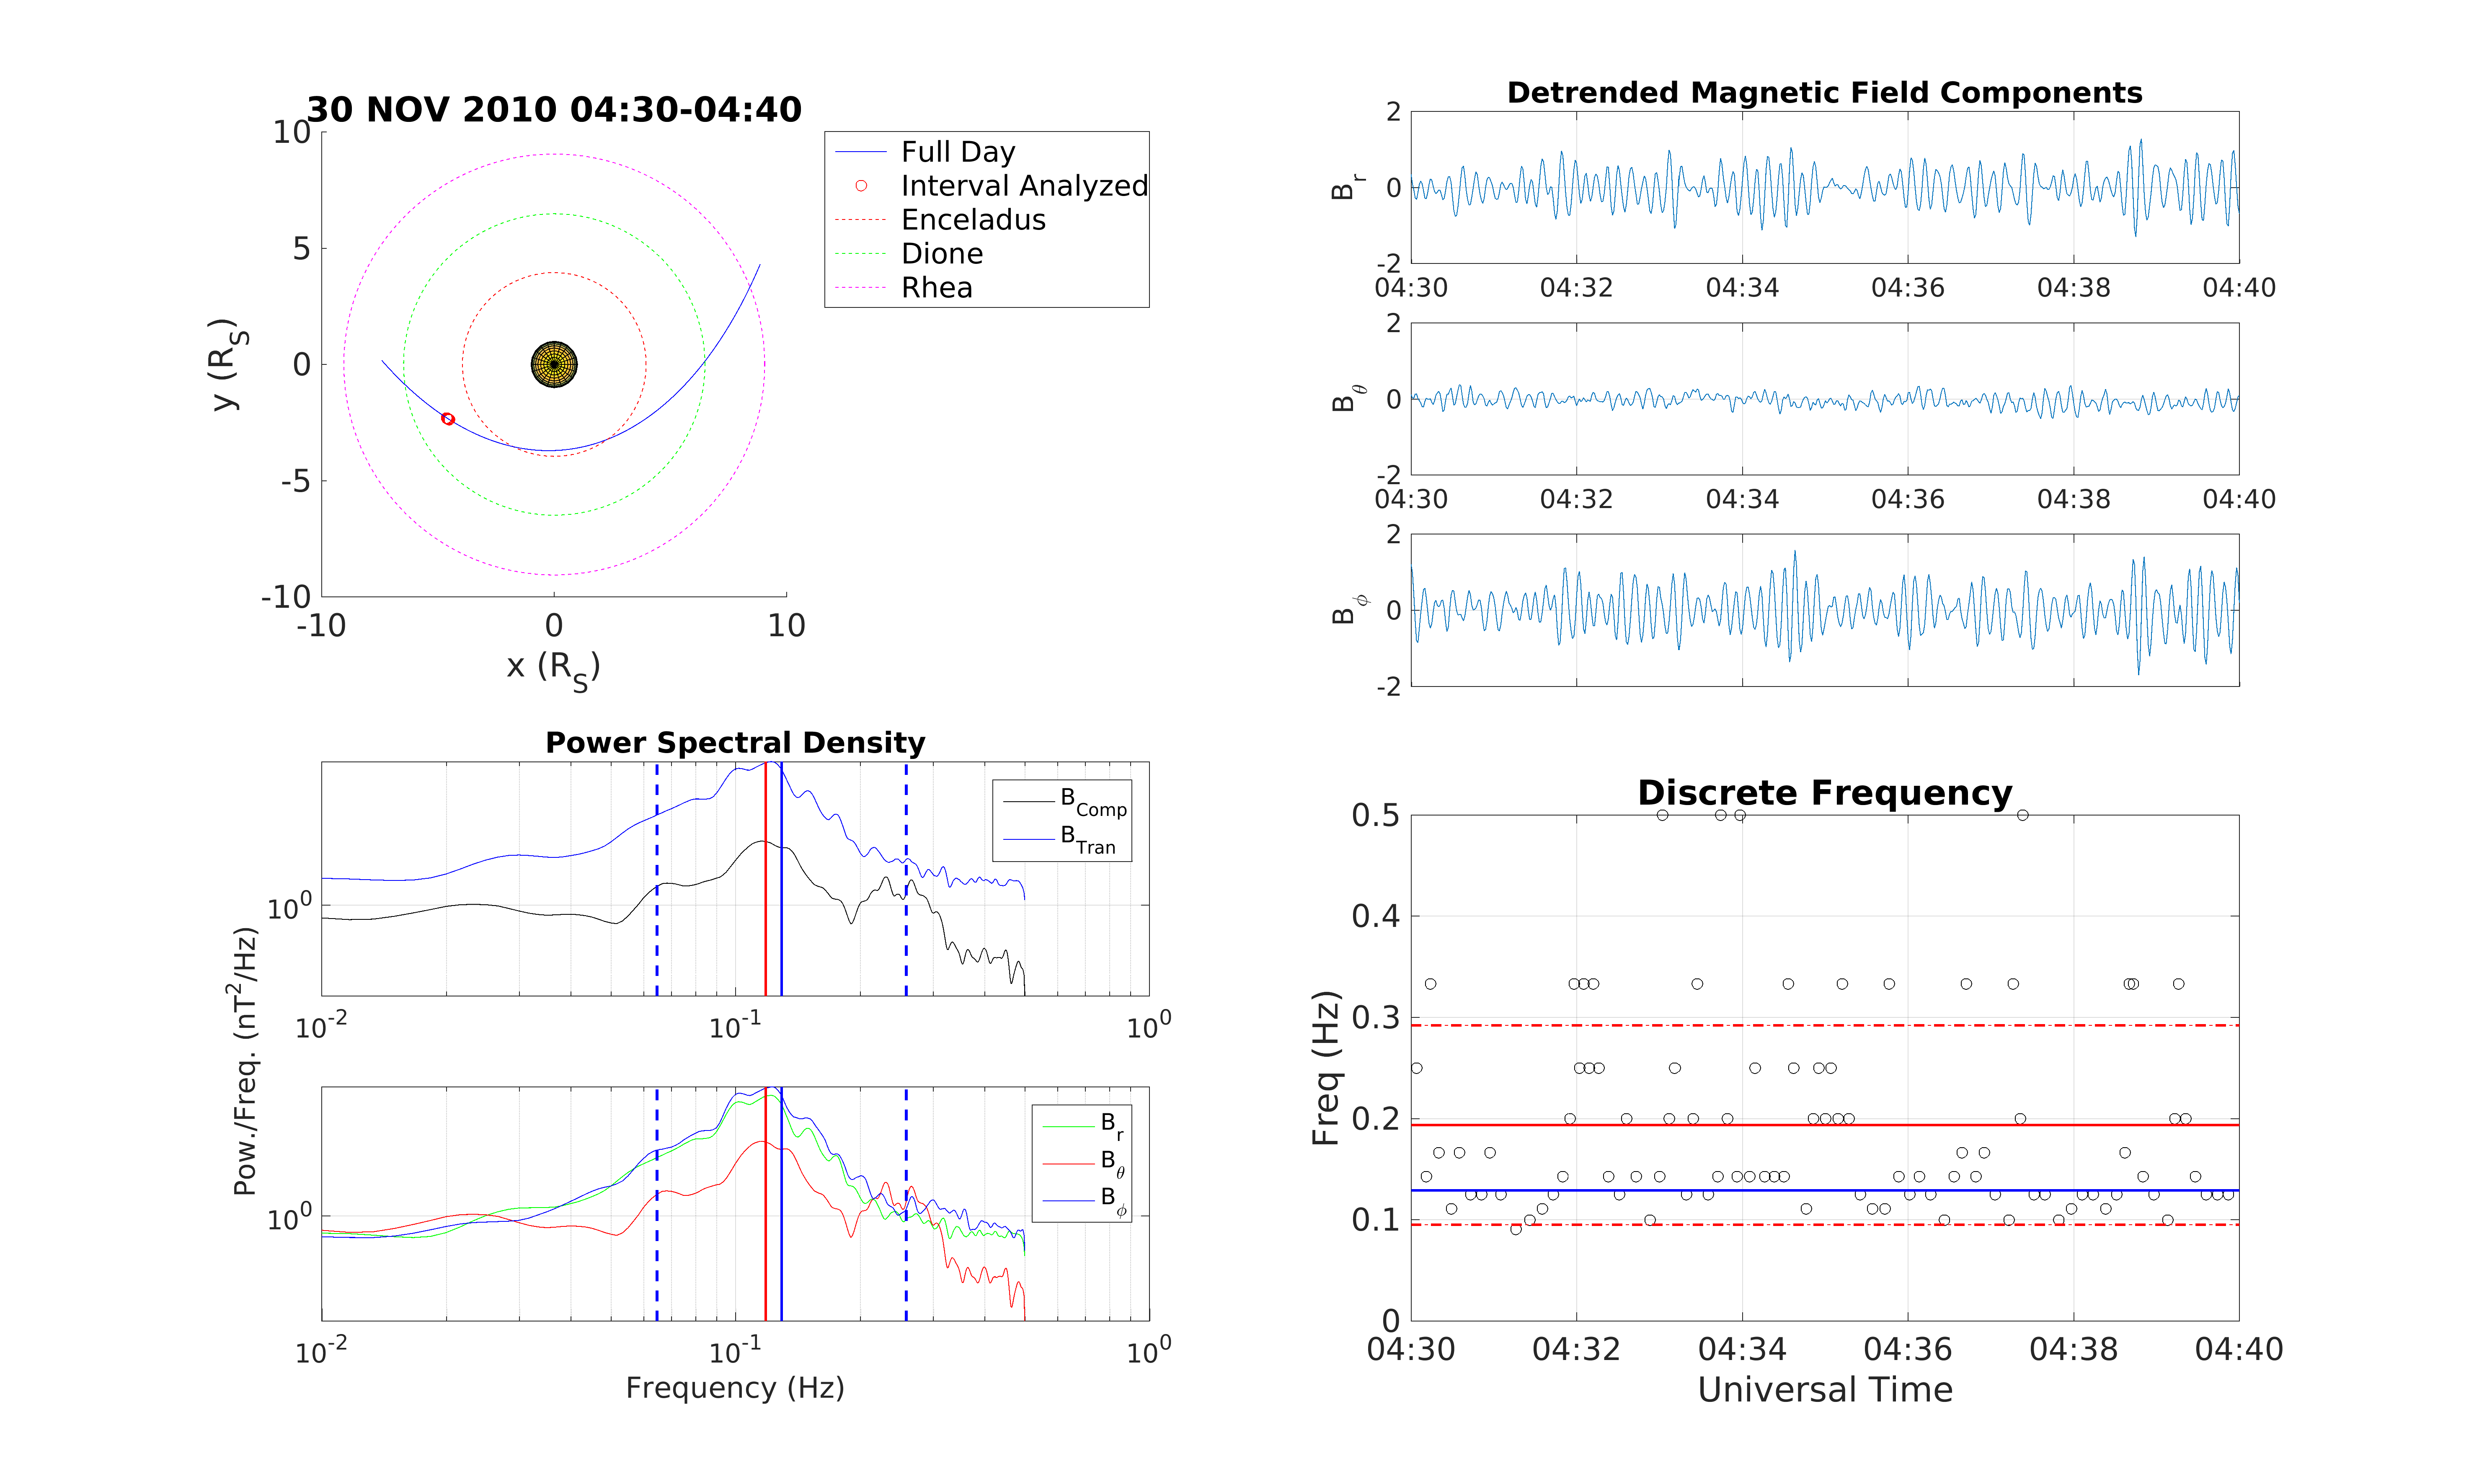 30 NOV 2010 04:30-04:40
10
5
0
-5
-10
-10 0 10
y (R_S)
x (R_S)
Full Day
Interval Analyzed
Enceladus
Dione
Rhea
Detrended Magnetic Field Components
2
0
-2
B_r
04:30 04:32 04:34 04:36 04:38 04:40
2
0
-2
B_θ
04:30 04:32 04:34 04:36 04:38 04:40
2
0
-2
B_ϕ
Power Spectral Density
10^0
B_Comp
B_Tran
10^-2 10^-1 10^0
Pow./Freq. (nT^2/Hz)
10^0
B_r
B_θ
B_ϕ
10^-2 10^-1 10^0
Frequency (Hz)
Discrete Frequency
0.5
0.4
0.3
0.2
0.1
0
Freq (Hz)
04:30 04:32 04:34 04:36 04:38 04:40
Universal Time